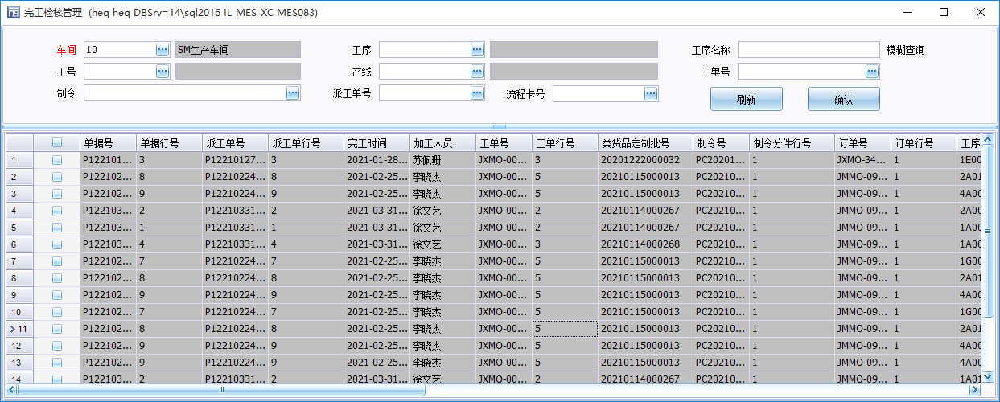 完工检核管理 (heq heq DBSrv=14\sql2016 IL_MES_XC MES083)
车间 10 SM生产车间 工序 工序名称 模糊查询
工号 产线 工单号
制令 派工单号 流程卡号 刷新 确认
单据号 单据行号 派工单号 派工单行号 完工时间 加工人员 工单号 工单行号 类货品定制批号 制令号 制令分件行号 订单号 订单行号 工序
1 P122101... 3 P12210127... 3 2021-01-28... 苏佩珊 JXMO-00... 3 20201222000032 PC20201... 1 JXMO-34... 1 1E00
2 P122102... 8 P12210224... 8 2021-02-25... 李晓杰 JXMO-00... 5 20210115000013 PC20210... 1 JMMO-09... 1 2A01
3 P122102... 9 P12210224... 9 2021-02-25... 李晓杰 JXMO-00... 5 20210115000013 PC20210... 1 JMMO-09... 1 4A00
4 P122103... 2 P12210331... 2 2021-03-31... 徐文艺 JXMO-00... 2 20210114000267 PC20210... 1 JMMO-09... 1 2A00
5 P122103... 1 P12210331... 1 2021-03-31... 徐文艺 JXMO-00... 2 20210114000267 PC20210... 1 JMMO-09... 1 1A00
6 P122103... 4 P12210331... 4 2021-03-31... 徐文艺 JXMO-00... 3 20210114000268 PC20210... 1 JMMO-09... 1 1A00
7 P122102... 7 P12210224... 7 2021-02-25... 李晓杰 JXMO-00... 5 20210115000013 PC20210... 1 JMMO-09... 1 1G00
8 P122102... 8 P12210224... 8 2021-02-25... 李晓杰 JXMO-00... 5 20210115000013 PC20210... 1 JMMO-09... 1 2A01
9 P122102... 9 P12210224... 9 2021-02-25... 李晓杰 JXMO-00... 5 20210115000013 PC20210... 1 JMMO-09... 1 4A00
10 P122102... 7 P12210224... 7 2021-02-25... 李晓杰 JXMO-00... 5 20210115000013 PC20210... 1 JMMO-09... 1 1G00
11 P122102... 8 P12210224... 8 2021-02-25... 李晓杰 JXMO-00... 5 20210115000013 PC20210... 1 JMMO-09... 1 2A01
12 P122102... 9 P12210224... 9 2021-02-25... 李晓杰 JXMO-00... 5 20210115000013 PC20210... 1 JMMO-09... 1 4A00
13 P122102... 9 P12210224... 9 2021-02-25... 李晓杰 JXMO-00... 5 20210115000013 PC20210... 1 JMMO-09... 1 4A00
14 P122103... 2 P12210331... 2 2021-03-31... 徐文艺 JXMO-00... 2 20210114000267 PC20210... 1 JMMO-09... 1 1A01